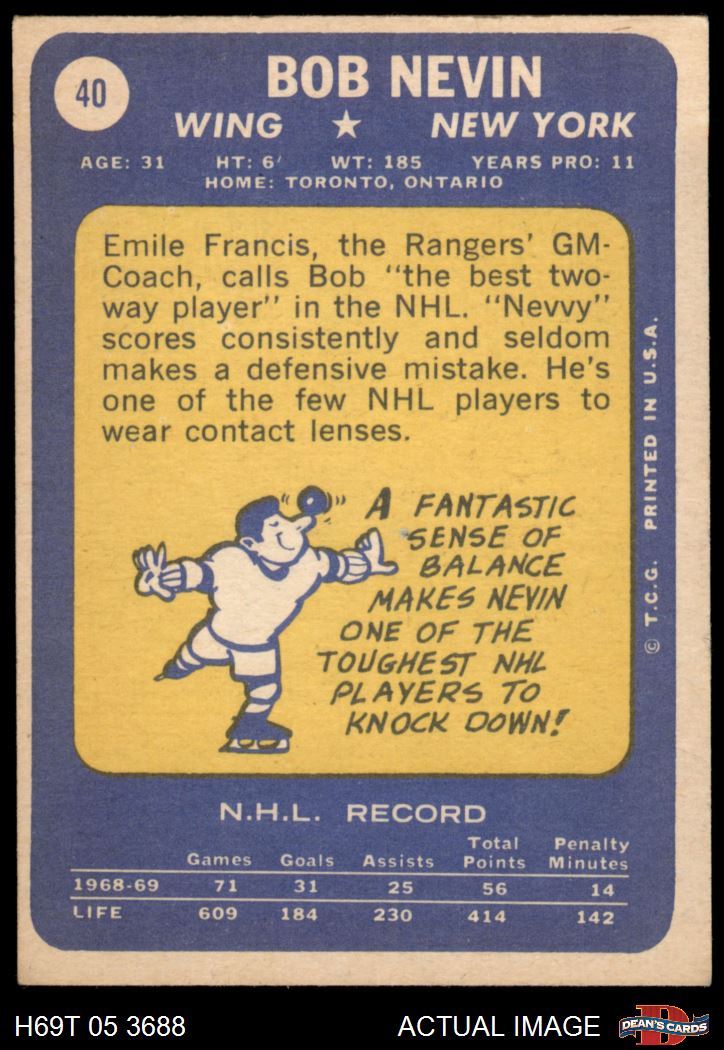 40
BOB NEVIN
WING ★ NEW YORK
AGE: 31 HT: 6' WT: 185 YEARS PRO: 11
HOME: TORONTO, ONTARIO
Emile Francis, the Rangers' GM-
Coach, calls Bob "the best two-
way player" in the NHL. "Nevvy"
scores consistently and seldom
makes a defensive mistake. He's
one of the few NHL players to
wear contact lenses.
A FANTASTIC
SENSE OF
BALANCE
MAKES NEVIN
ONE OF THE
TOUGHEST NHL
PLAYERS TO
KNOCK DOWN!
© T.C.G. PRINTED IN U.S.A.
N.H.L. RECORD
Games Goals Assists Total Points Penalty Minutes
1968-69 71 31 25 56 14
LIFE 609 184 230 414 142
H69T 05 3688 ACTUAL IMAGE
D
DEAN'S CARDS